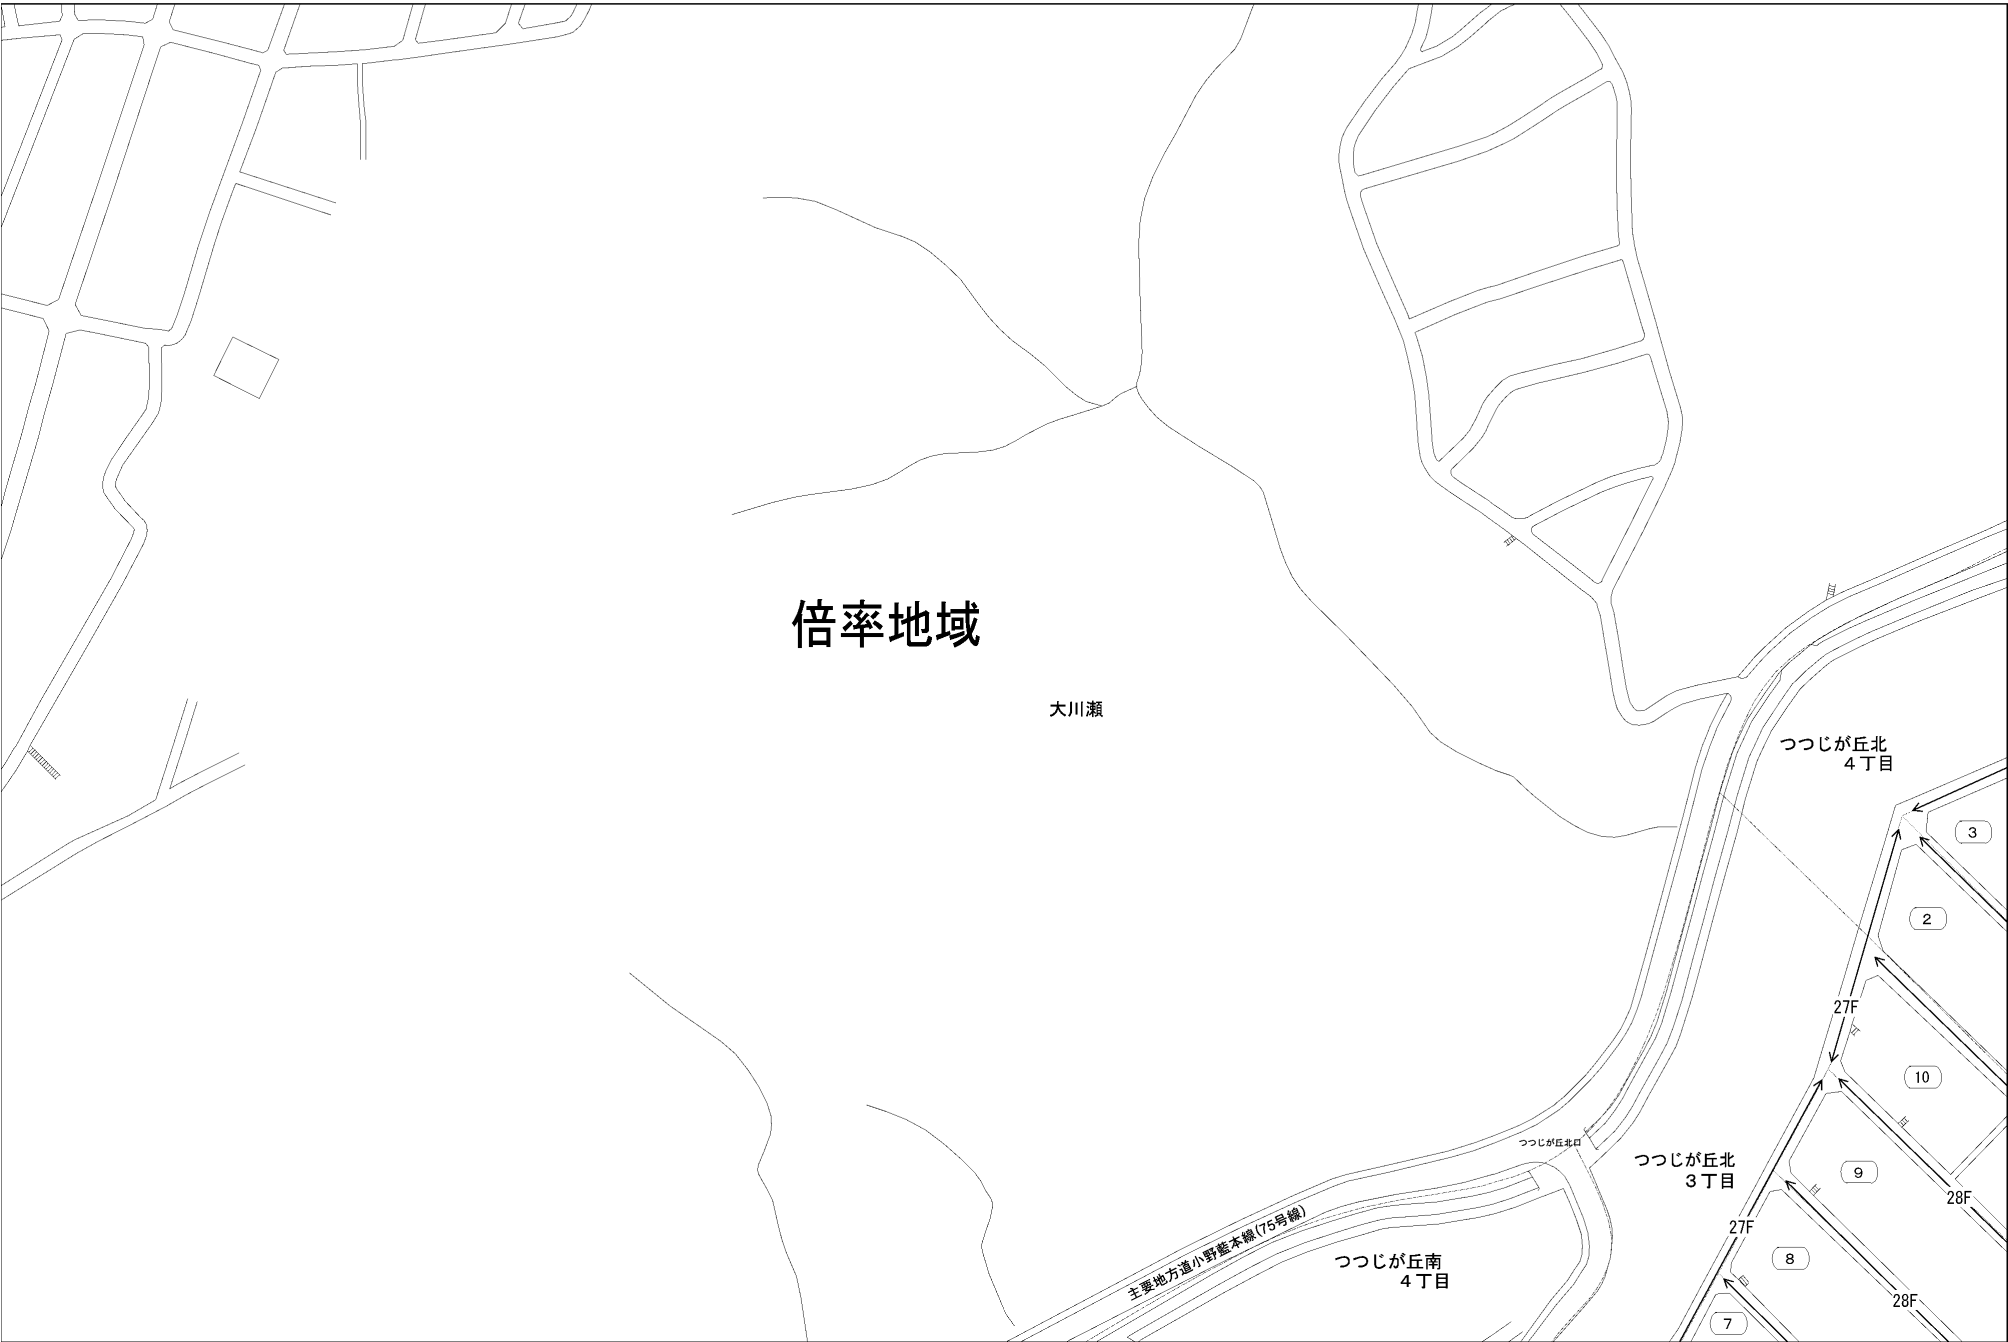 倍率地域
大川瀬
つつじが丘北
4丁目
3
2
27F
10
つつじが丘北口
つつじが丘北
3丁目
9
28F
主要地方道小野藍本線(75号線)
27F
つつじが丘南
4丁目
8
28F
7